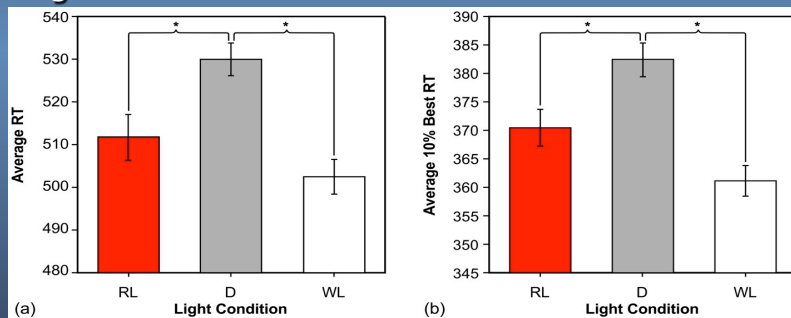 540
530
510
500
490
480
Average RT
*
*
RL
D
WL
(a)
Light Condition
390
385
380
375
370
365
360
355
350
345
Average 10% Best RT
*
*
RL
D
WL
(b)
Light Condition